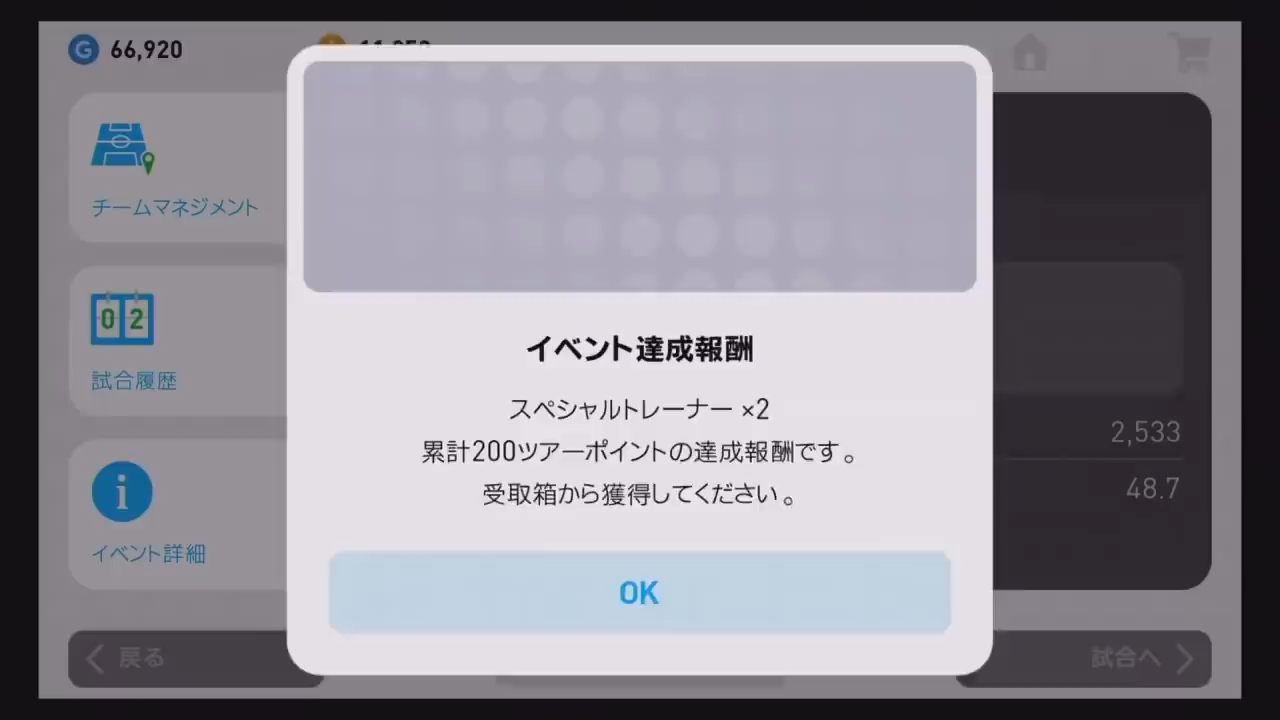 G 66,920
チームマネジメント
02
試合履歴
i
イベント詳細
イベント達成報酬
スペシャルトレーナー ×2
累計200ツアーポイントの達成報酬です。
受取箱から獲得してください。
OK
2,533
48.7
戻る
試合へ